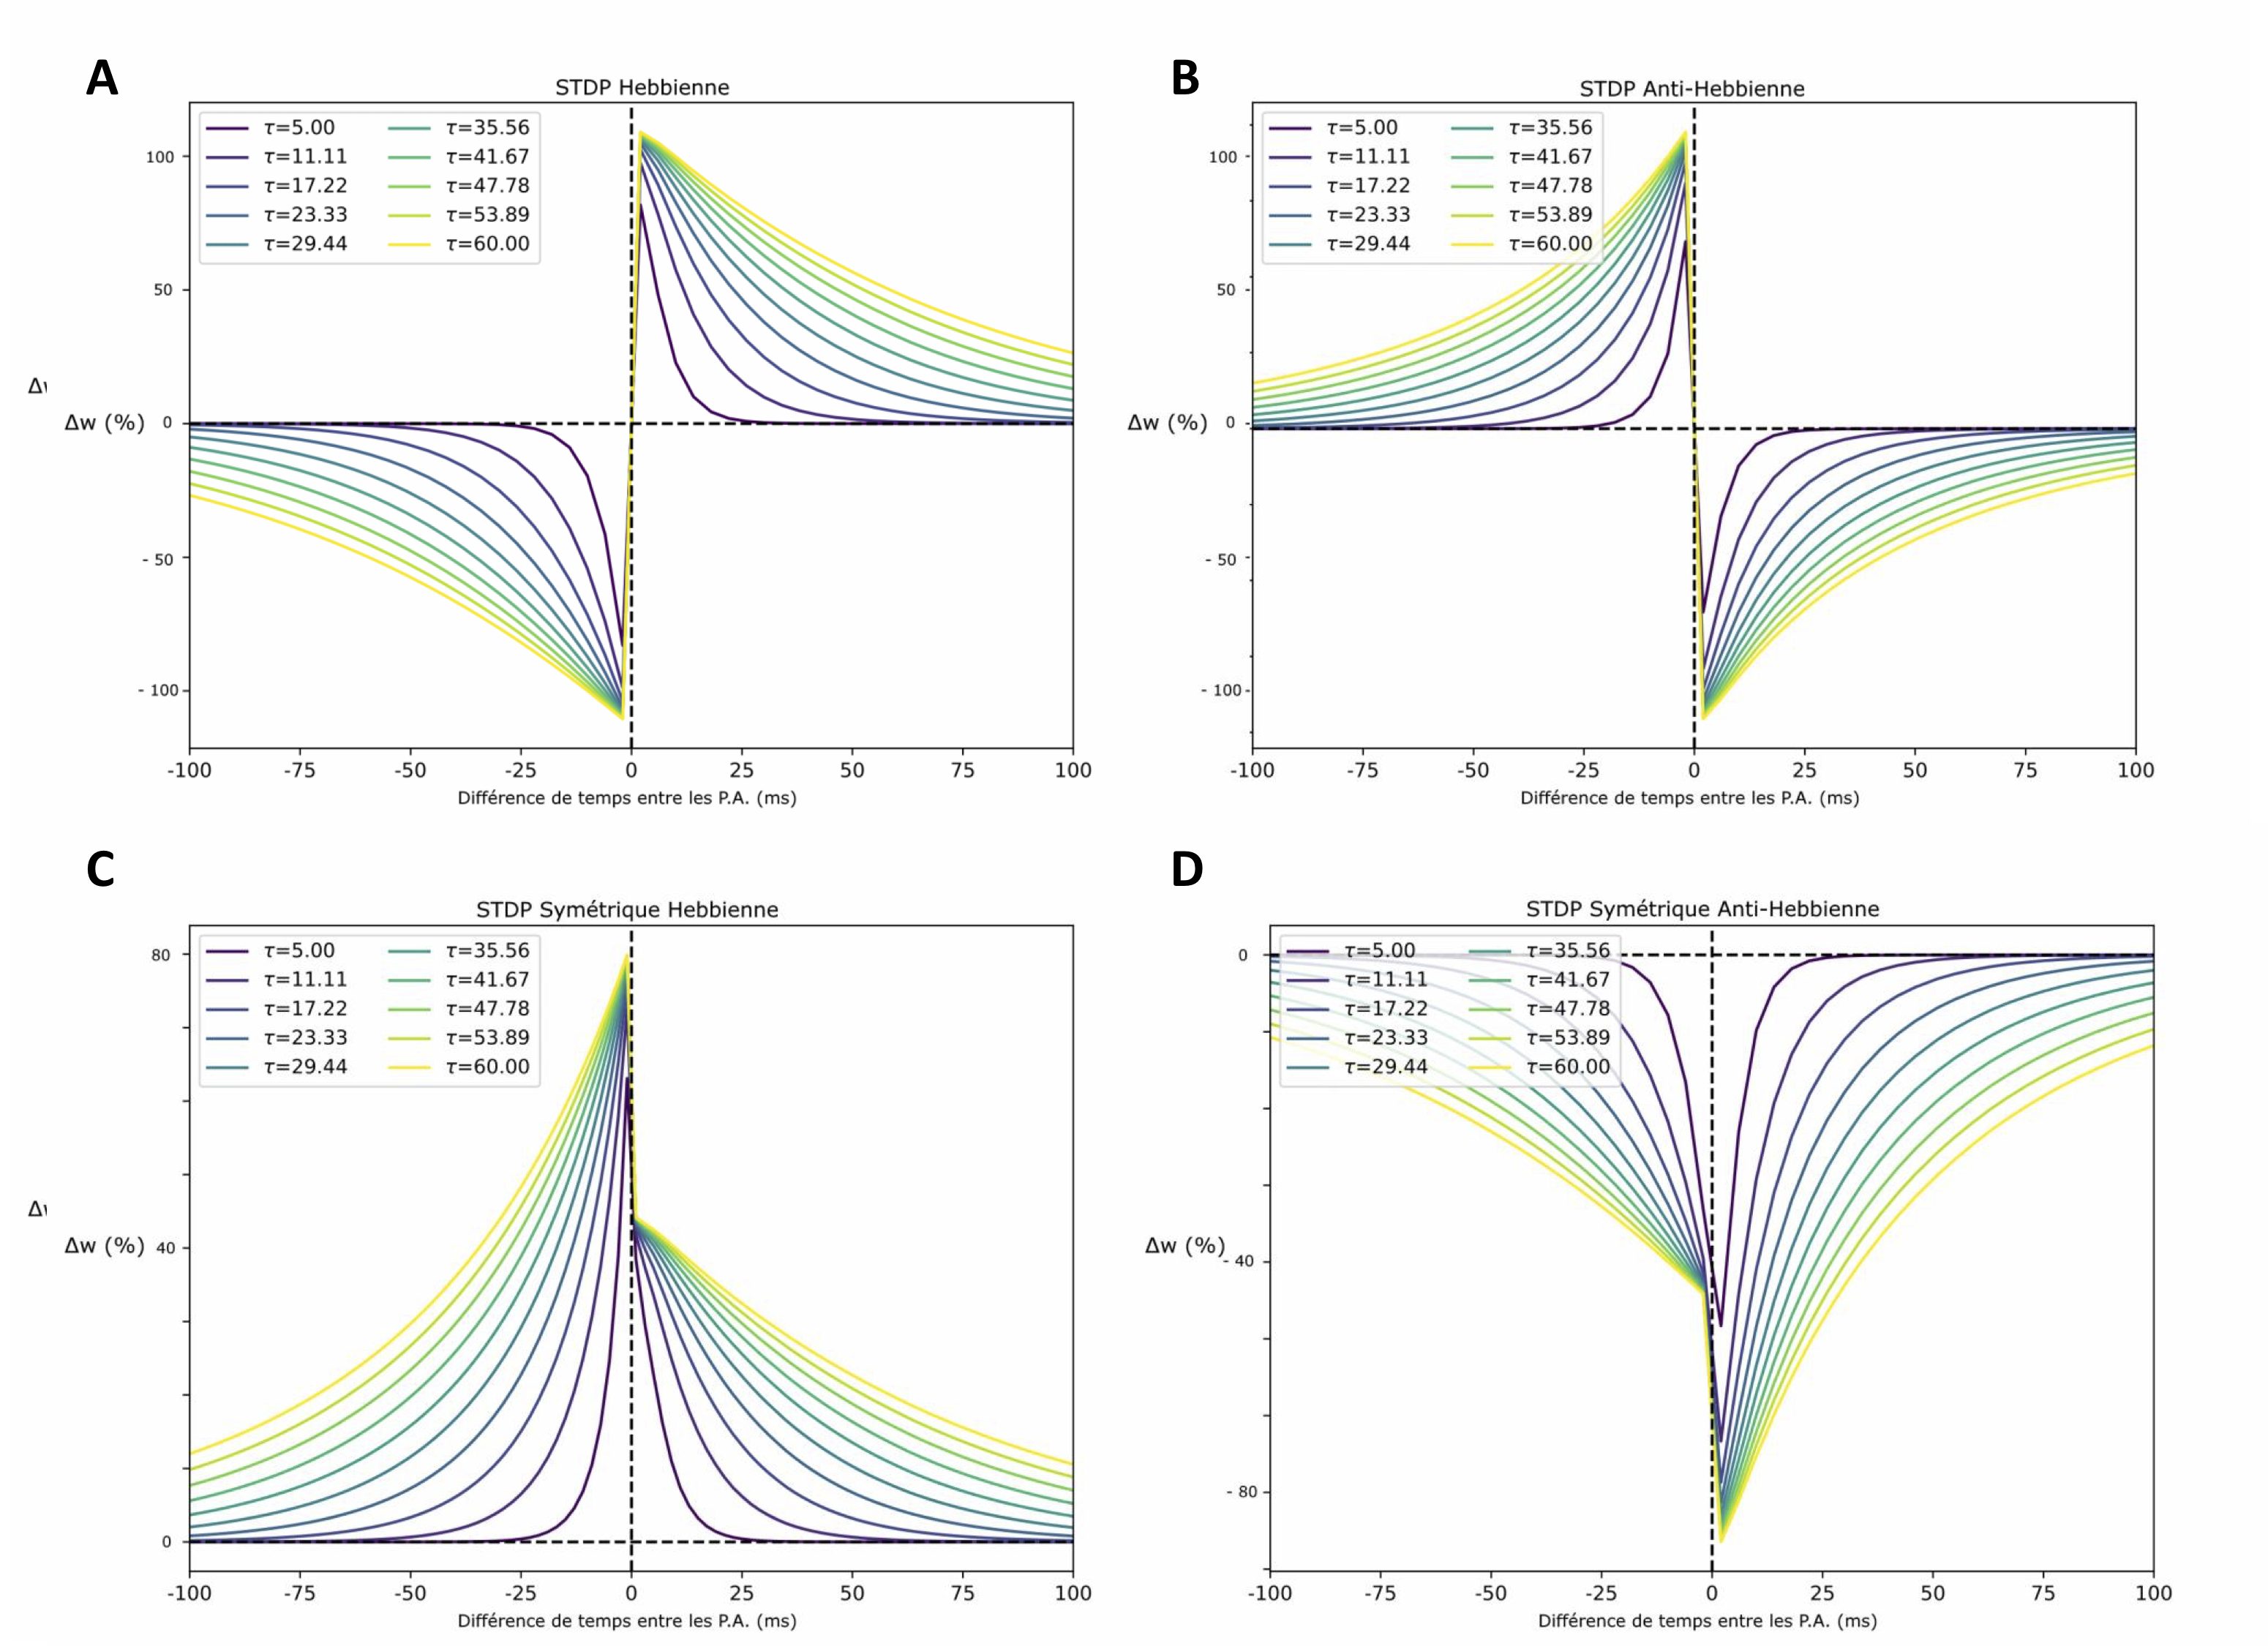 A
STDP Hebbienne
τ=5.00 τ=35.56
τ=11.11 τ=41.67
τ=17.22 τ=47.78
τ=23.33 τ=53.89
τ=29.44 τ=60.00
100
50
Δw (%) 0
- 50
- 100
-100 -75 -50 -25 0 25 50 75 100
Différence de temps entre les P.A. (ms)
B
STDP Anti-Hebbienne
τ=5.00 τ=35.56
τ=11.11 τ=41.67
τ=17.22 τ=47.78
τ=23.33 τ=53.89
τ=29.44 τ=60.00
100
50
Δw (%) 0
- 50
- 100
-100 -75 -50 -25 0 25 50 75 100
Différence de temps entre les P.A. (ms)
C
STDP Symétrique Hebbienne
τ=5.00 τ=35.56
τ=11.11 τ=41.67
τ=17.22 τ=47.78
τ=23.33 τ=53.89
τ=29.44 τ=60.00
80
Δw (%) 40
0
-100 -75 -50 -25 0 25 50 75 100
Différence de temps entre les P.A. (ms)
D
STDP Symétrique Anti-Hebbienne
τ=5.00 τ=35.56
τ=11.11 τ=41.67
τ=17.22 τ=47.78
τ=23.33 τ=53.89
τ=29.44 τ=60.00
0
Δw (%) - 40
- 80
-100 -75 -50 -25 0 25 50 75 100
Différence de temps entre les P.A. (ms)